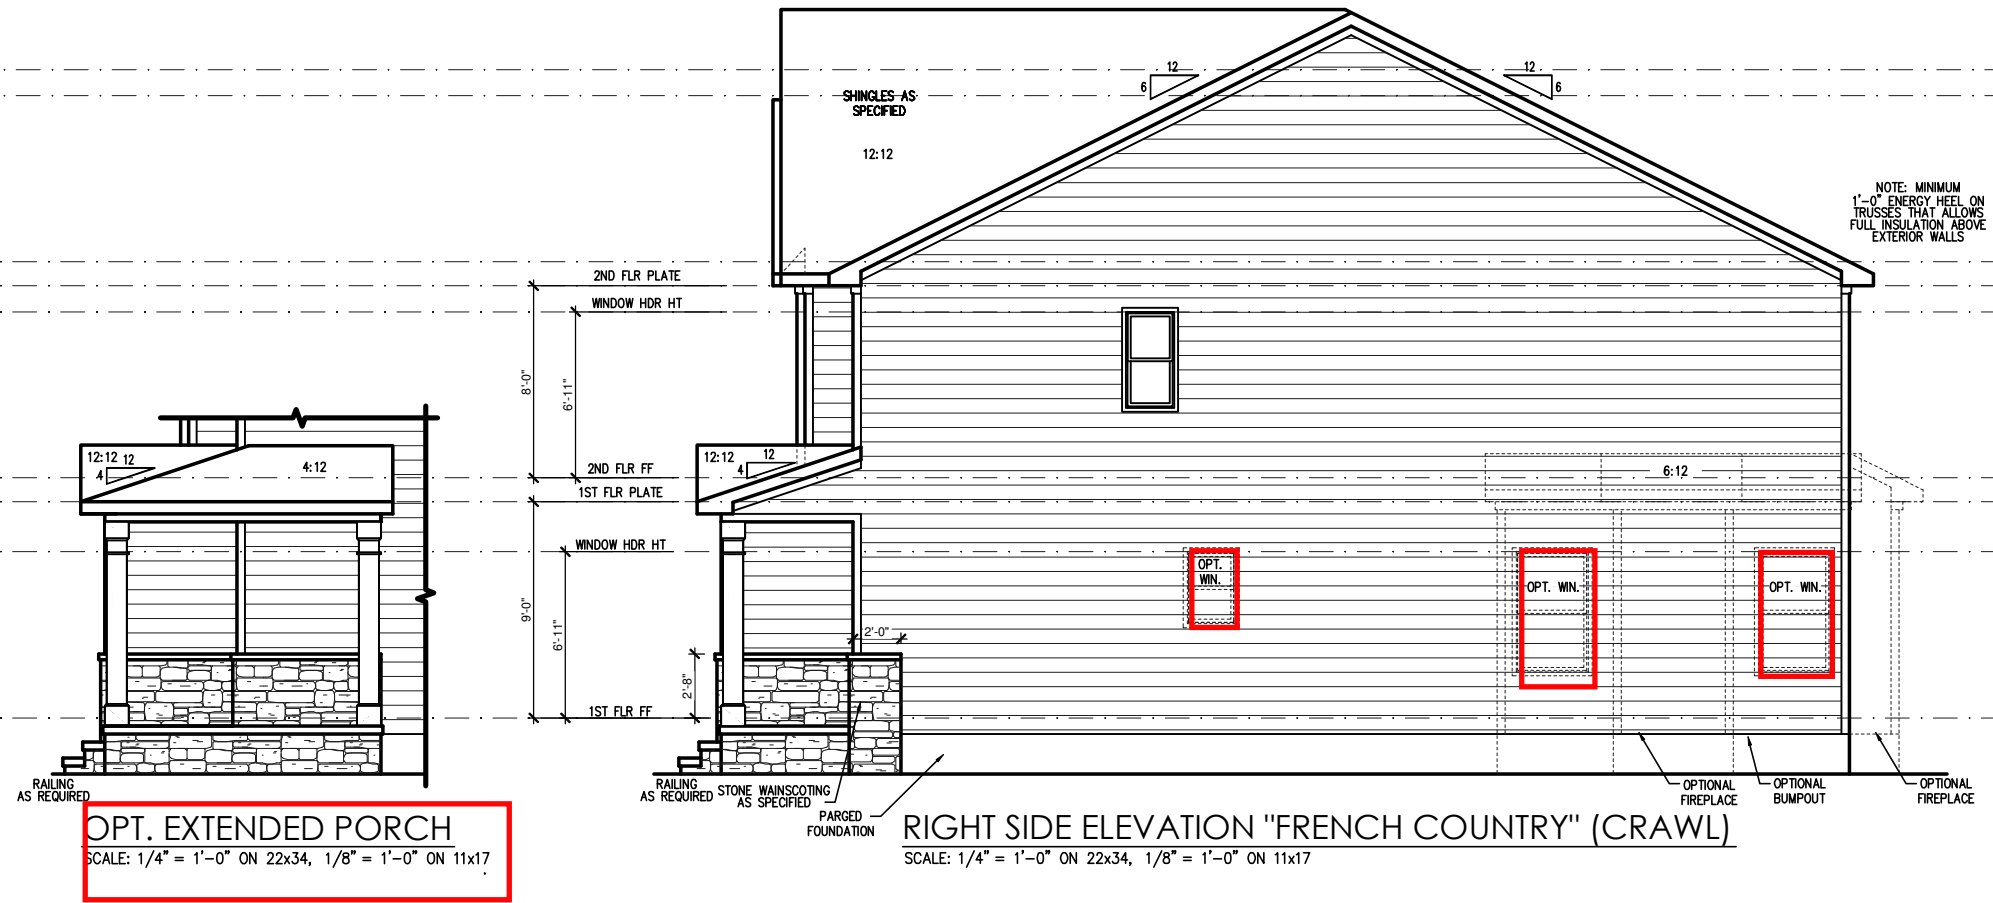 12
6
12
6
SHINGLES AS
SPECIFIED
12:12
NOTE: MINIMUM
1'-0" ENERGY HEEL ON
TRUSSES THAT ALLOWS
FULL INSULATION ABOVE
EXTERIOR WALLS
2ND FLR PLATE
WINDOW HDR HT
8'-0"
6'-11"
2ND FLR FF
1ST FLR PLATE
WINDOW HDR HT
9'-0"
6'-11"
1ST FLR FF
2'-8"
2'-0"
12:12
12
4
4:12
12:12
12
4
6:12
OPT.
WIN.
OPT. WIN.
OPT. WIN.
RAILING
AS REQUIRED
RAILING
AS REQUIRED
STONE WAINSCOTING
AS SPECIFIED
PARGED
FOUNDATION
OPTIONAL
FIREPLACE
OPTIONAL
BUMPOUT
OPTIONAL
FIREPLACE
OPT. EXTENDED PORCH
SCALE: 1/4" = 1'-0" ON 22x34, 1/8" = 1'-0" ON 11x17
RIGHT SIDE ELEVATION "FRENCH COUNTRY" (CRAWL)
SCALE: 1/4" = 1'-0" ON 22x34, 1/8" = 1'-0" ON 11x17